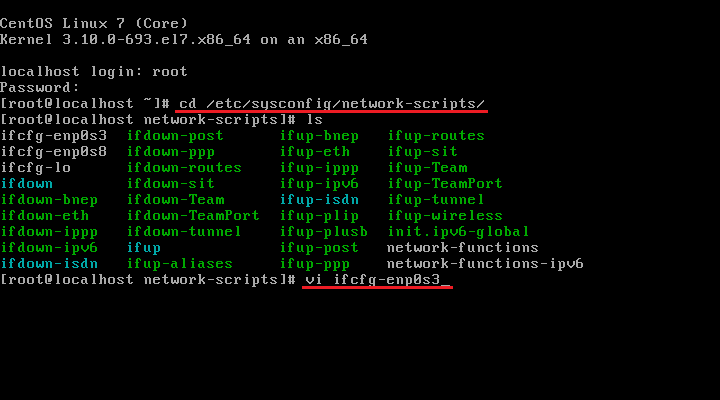 CentOS Linux 7 (Core)
Kernel 3.10.0-693.el7.x86_64 on an x86_64
localhost login: root
Password:
[root@localhost ~]# cd /etc/sysconfig/network-scripts/
[root@localhost network-scripts]# ls
ifcfg-enp0s3 ifdown-post ifup-bnep ifup-routes
ifcfg-enp0s8 ifdown-ppp ifup-eth ifup-sit
ifcfg-lo ifdown-routes ifup-ippp ifup-Team
ifdown ifdown-sit ifup-ipv6 ifup-TeamPort
ifdown-bnep ifdown-Team ifup-isdn ifup-tunnel
ifdown-eth ifdown-TeamPort ifup-plip ifup-wireless
ifdown-ippp ifdown-tunnel ifup-plusb init.ipv6-global
ifdown-ipv6 ifup ifup-post network-functions
ifdown-isdn ifup-aliases ifup-ppp network-functions-ipv6
[root@localhost network-scripts]# vi ifcfg-enp0s3_